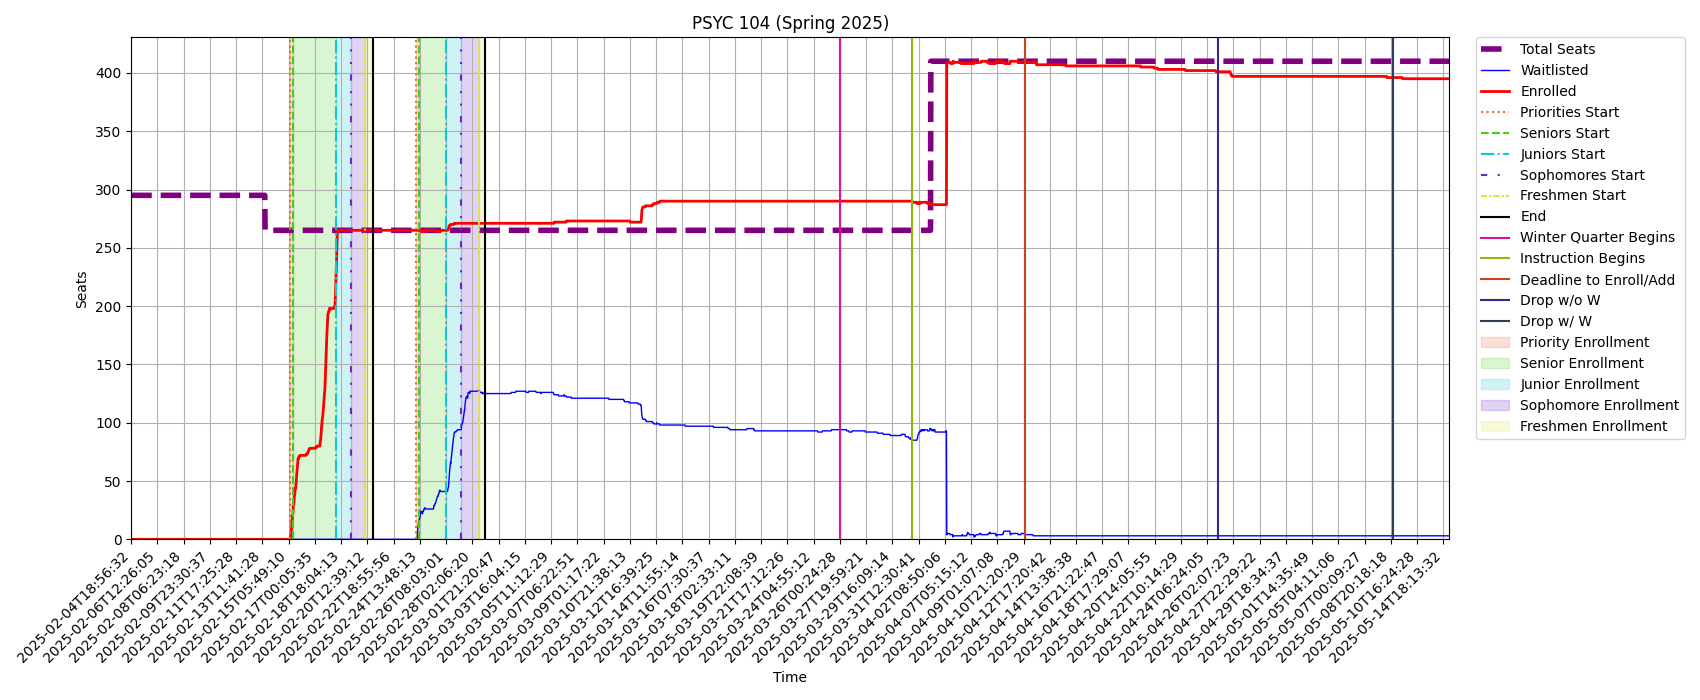 PSYC 104 (Spring 2025)
Seats
400
350
300
250
200
150
100
50
0
2025-02-04T18:56:32
2025-02-06T12:26:05
2025-02-08T06:23:18
2025-02-09T23:30:37
2025-02-11T17:25:28
2025-02-13T11:41:28
2025-02-15T05:49:10
2025-02-17T00:05:35
2025-02-18T18:04:13
2025-02-20T12:39:12
2025-02-22T18:55:56
2025-02-24T13:48:13
2025-02-26T08:03:01
2025-02-28T02:06:20
2025-03-01T21:20:47
2025-03-03T16:04:15
2025-03-05T11:12:29
2025-03-07T06:22:51
2025-03-09T01:17:22
2025-03-10T21:38:13
2025-03-12T16:39:25
2025-03-14T11:55:14
2025-03-16T07:30:37
2025-03-18T02:33:11
2025-03-19T22:08:39
2025-03-21T17:12:26
2025-03-24T04:55:12
2025-03-26T00:24:28
2025-03-27T19:59:21
2025-03-29T16:09:14
2025-03-31T12:30:41
2025-04-02T08:50:06
2025-04-07T05:15:12
2025-04-09T01:07:08
2025-04-10T21:20:29
2025-04-12T17:20:42
2025-04-14T13:38:38
2025-04-16T21:22:47
2025-04-18T17:29:07
2025-04-20T14:05:55
2025-04-22T10:14:29
2025-04-24T06:24:05
2025-04-26T02:07:23
2025-04-27T22:29:22
2025-04-29T18:34:37
2025-05-01T14:35:49
2025-05-05T04:11:06
2025-05-07T00:09:27
2025-05-08T20:18:18
2025-05-10T16:24:28
2025-05-14T18:13:32
Time
Total Seats
Waitlisted
Enrolled
Priorities Start
Seniors Start
Juniors Start
Sophomores Start
Freshmen Start
End
Winter Quarter Begins
Instruction Begins
Deadline to Enroll/Add
Drop w/o W
Drop w/ W
Priority Enrollment
Senior Enrollment
Junior Enrollment
Sophomore Enrollment
Freshmen Enrollment